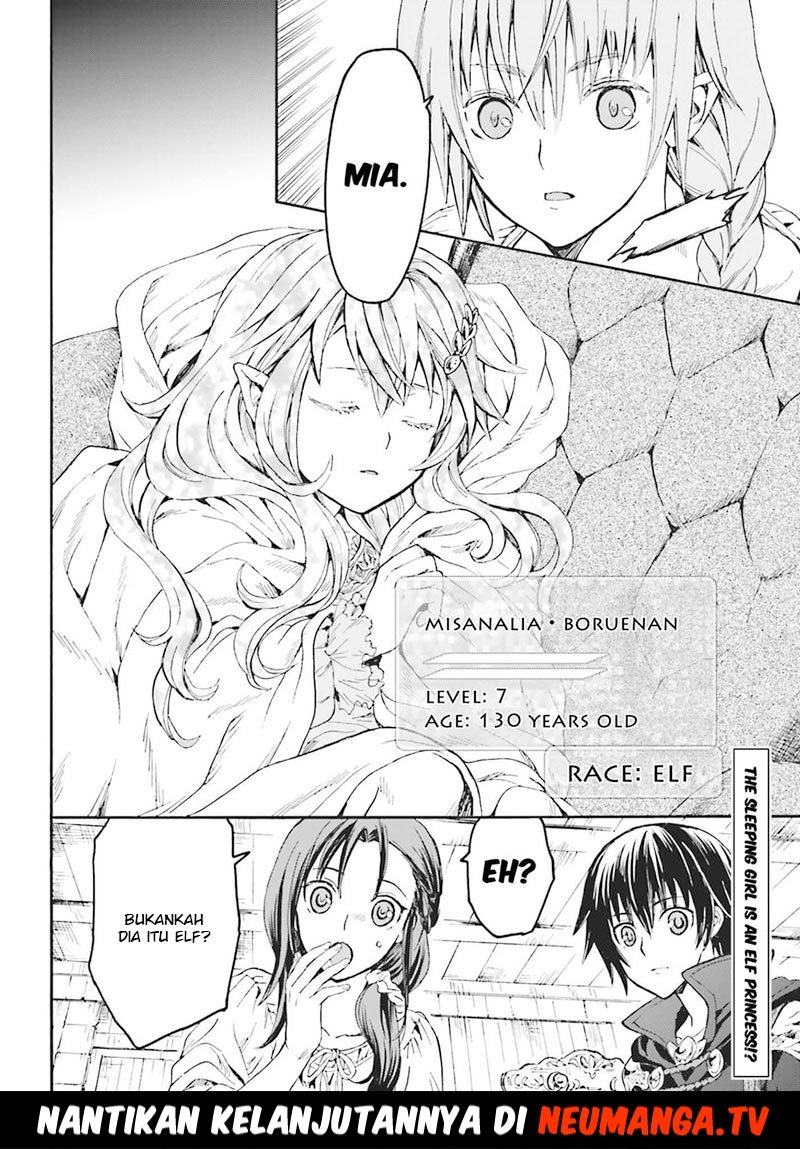 MIA.
MISANALIA • BORUENAN
LEVEL: 7
AGE: 130 YEARS OLD
RACE: ELF
THE SLEEPING GIRL IS AN ELF PRINCESS!?
EH?
BUKANKAH
DIA ITU ELF?
NANTIKAN KELANJUTANNYA DI NEUMANGA.TV